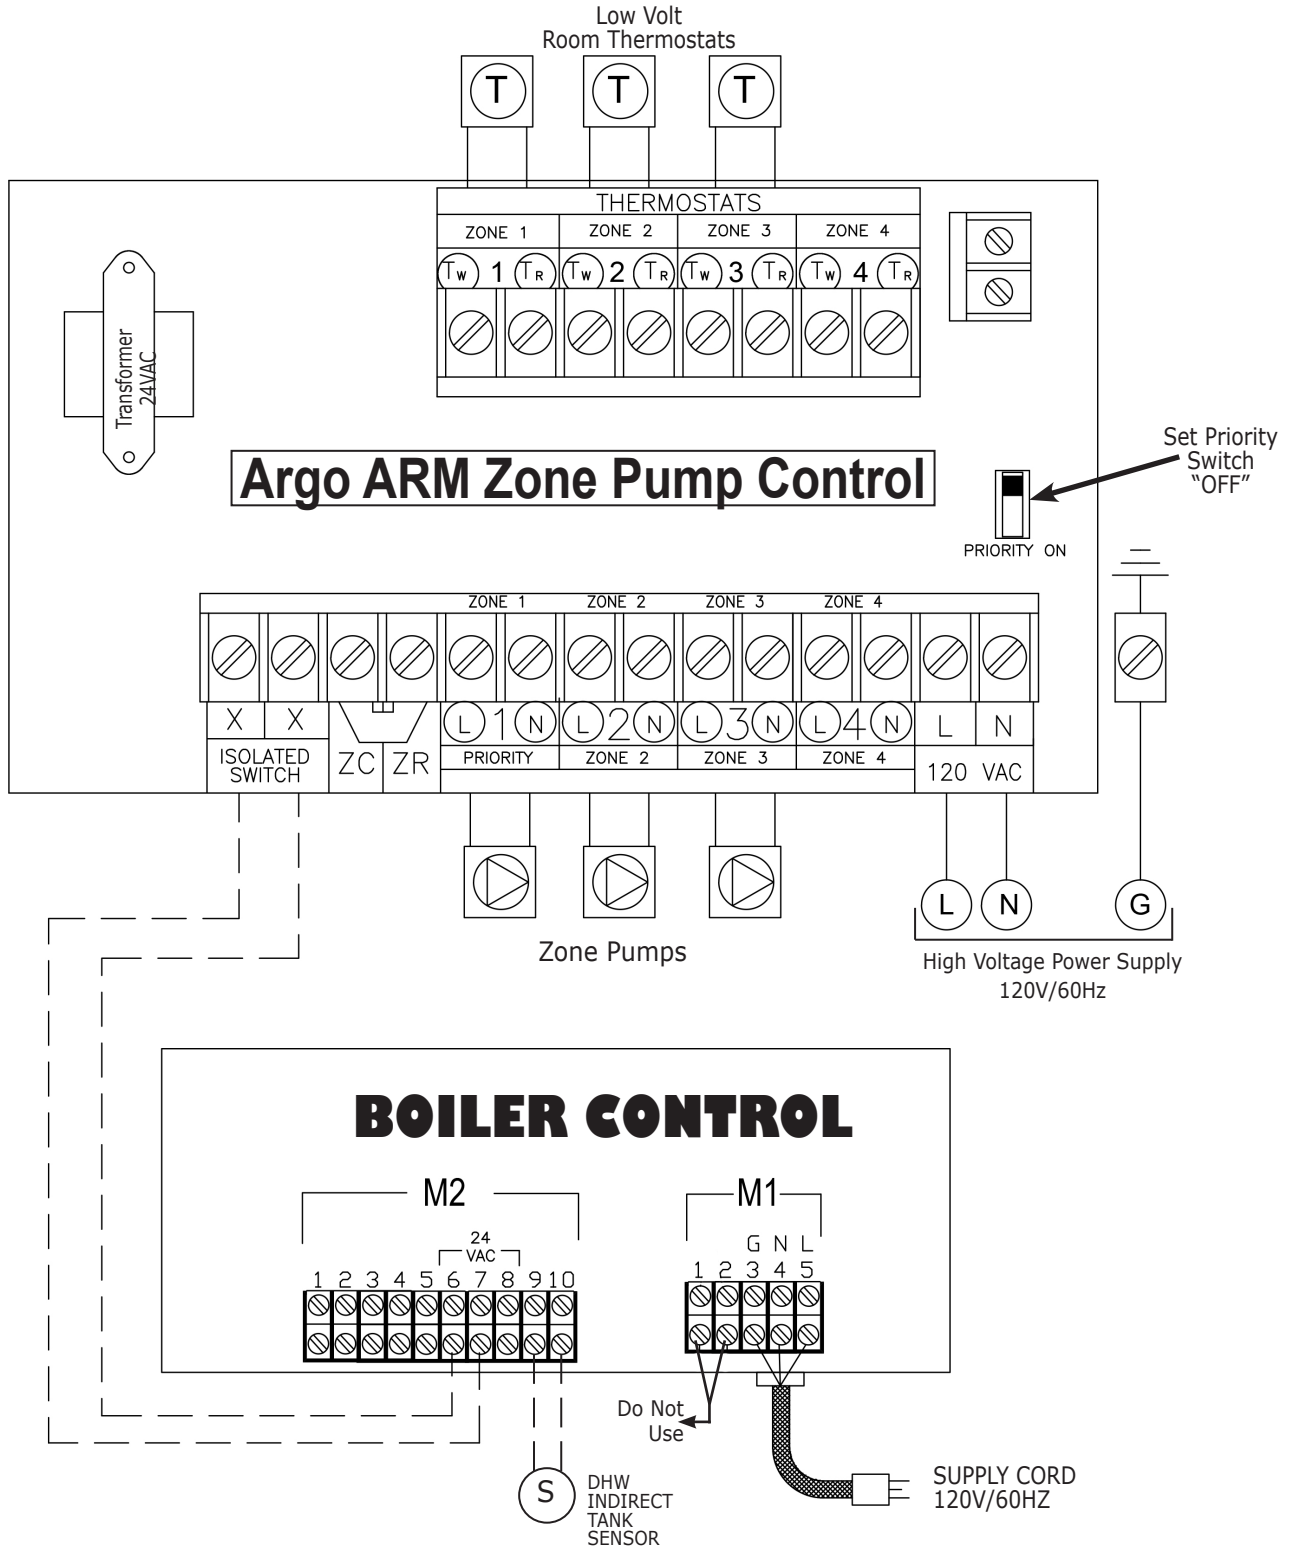 Low Volt
Room Thermostats
T T T
THERMOSTATS
ZONE 1 ZONE 2 ZONE 3 ZONE 4
TW 1 TR TW 2 TR TW 3 TR TW 4 TR
Transformer
24VAC
Argo ARM Zone Pump Control
Set Priority
Switch
“OFF”
PRIORITY ON
ZONE 1 ZONE 2 ZONE 3 ZONE 4
X X L 1 N L 2 N L 3 N L 4 N L N
ISOLATED
SWITCH
ZC ZR
PRIORITY ZONE 2 ZONE 3 ZONE 4
120 VAC
L N G
Zone Pumps
High Voltage Power Supply
120V/60Hz
BOILER CONTROL
M2 M1
24
VAC
G N L
1 2 3 4 5 6 7 8 9 10
1 2 3 4 5
Do Not
Use
S
DHW
INDIRECT
TANK
SENSOR
SUPPLY CORD
120V/60HZ